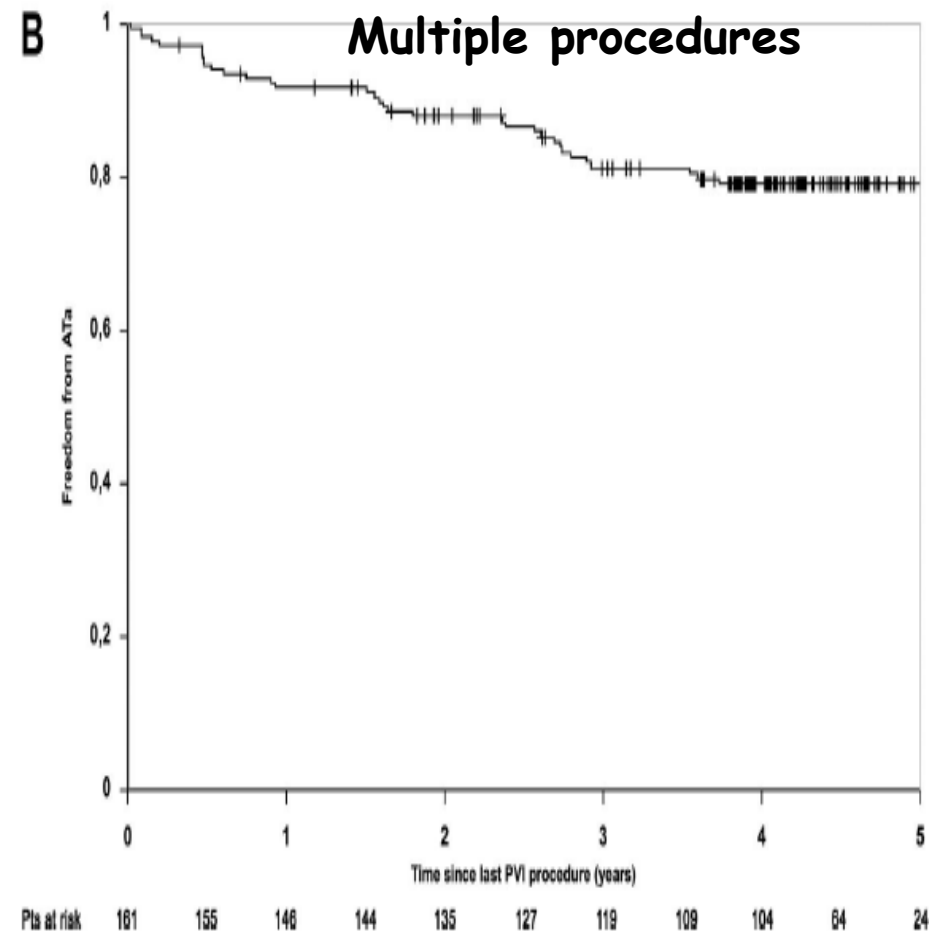 B
Multiple procedures
1
0,8
0,6
0,4
0,2
0
Freedom from ATa
0 1 2 3 4 5
Time since last PVI procedure (years)
Pts at risk 161 155 146 144 135 127 119 109 104 64 24